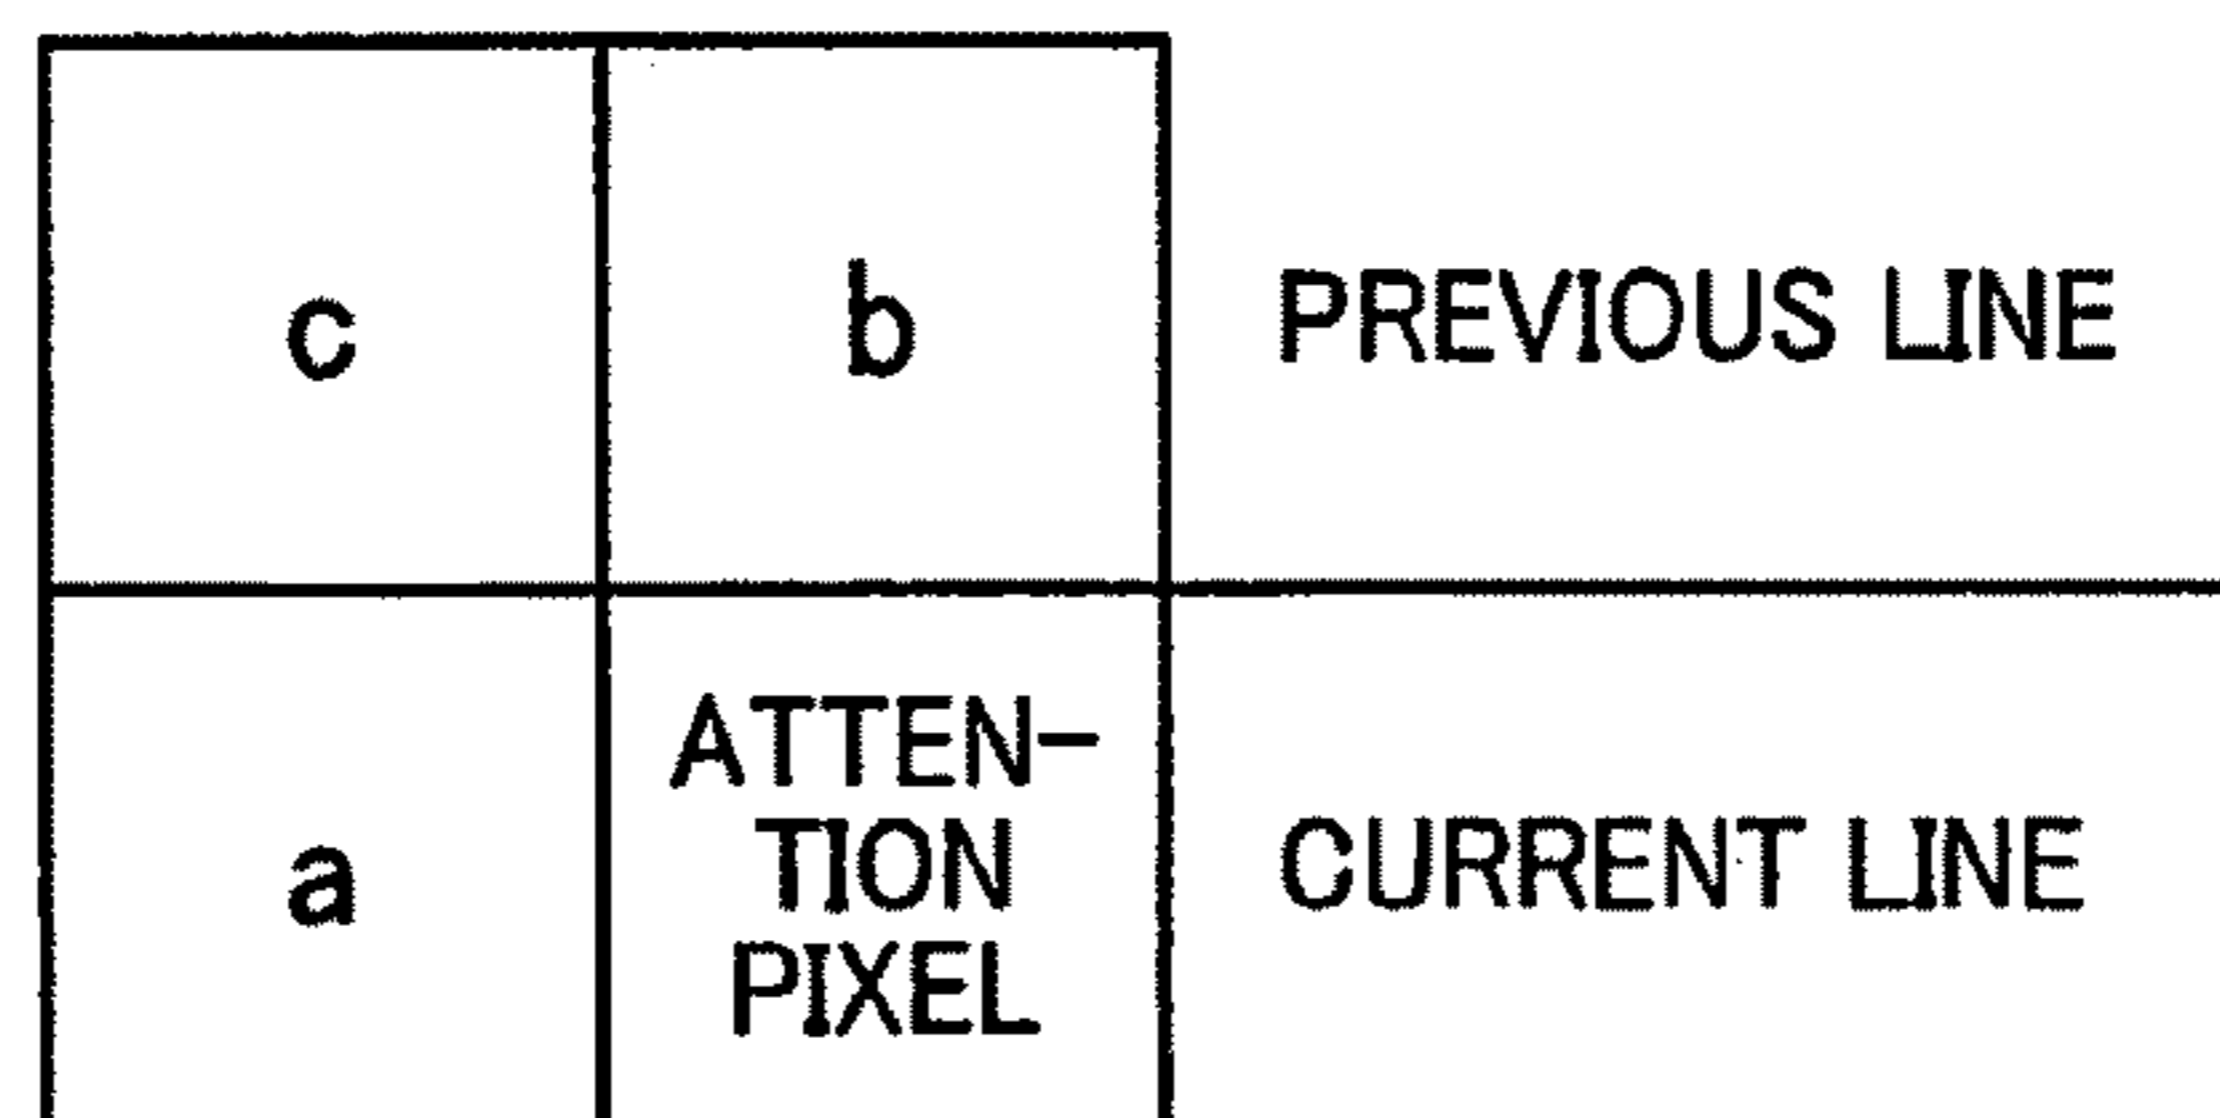 c
b
PREVIOUS LINE
a
ATTEN-
TION
PIXEL
CURRENT LINE